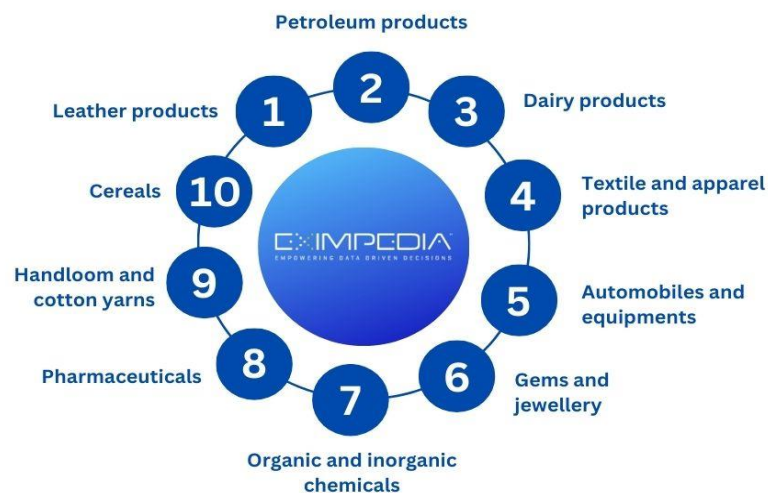 Petroleum products
2
1
3
Leather products
Dairy products
10
Cereals
4
Textile and apparel
products
EXIMPEDIA
EMPOWERING DATA DRIVEN DECISIONS
9
Handloom and
cotton yarns
5
Automobiles and
equipments
8
Pharmaceuticals
6
Gems and
jewellery
7
Organic and inorganic
chemicals